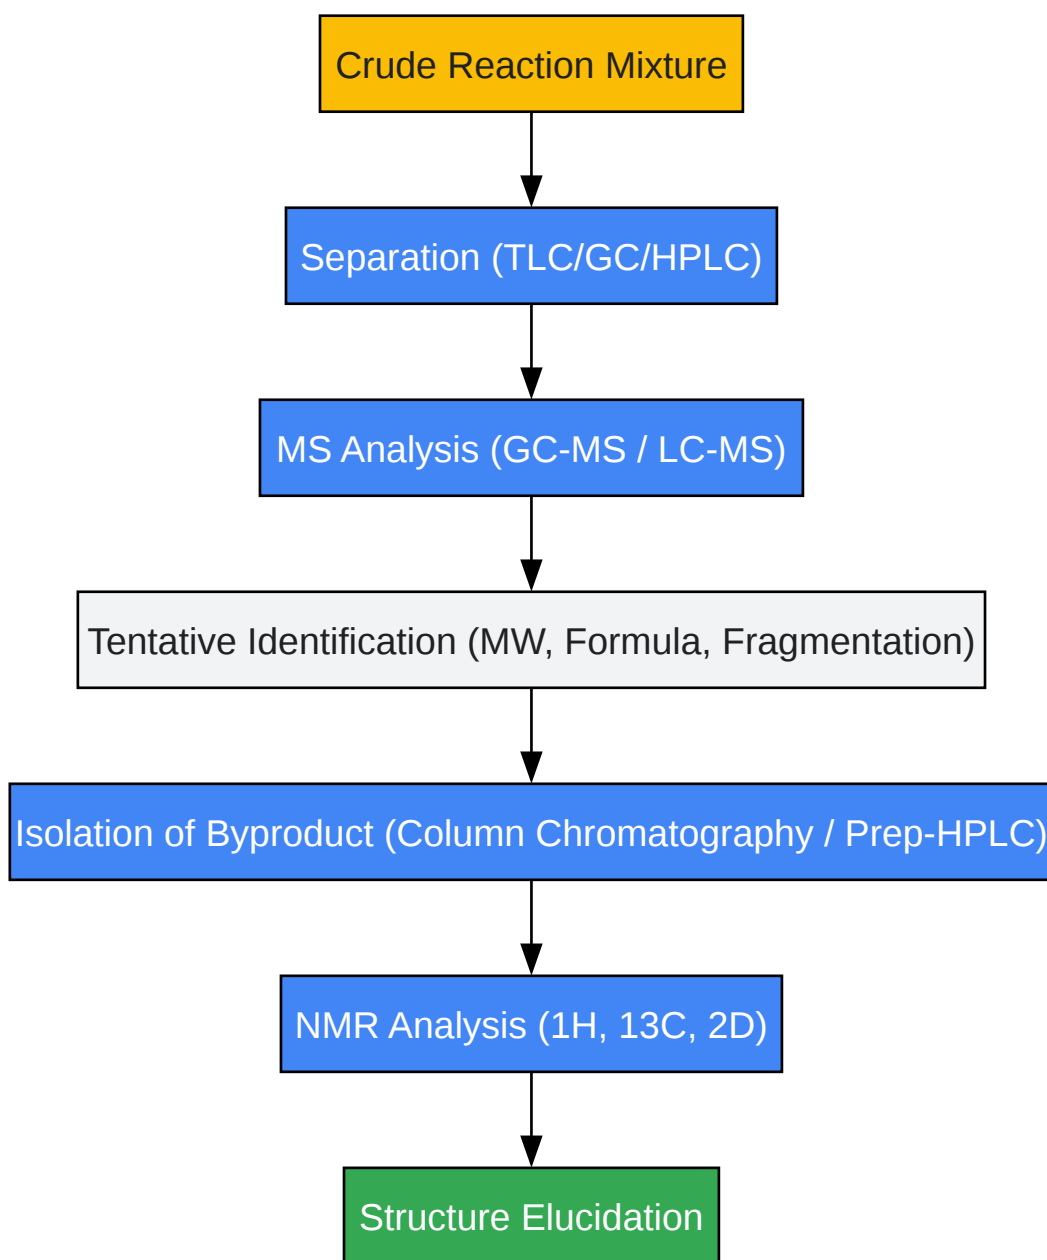 Crude Reaction Mixture
Separation (TLC/GC/HPLC)
MS Analysis (GC-MS / LC-MS)
Tentative Identification (MW, Formula, Fragmentation)
Isolation of Byproduct (Column Chromatography / Prep-HPLC)
NMR Analysis (1H, 13C, 2D)
Structure Elucidation